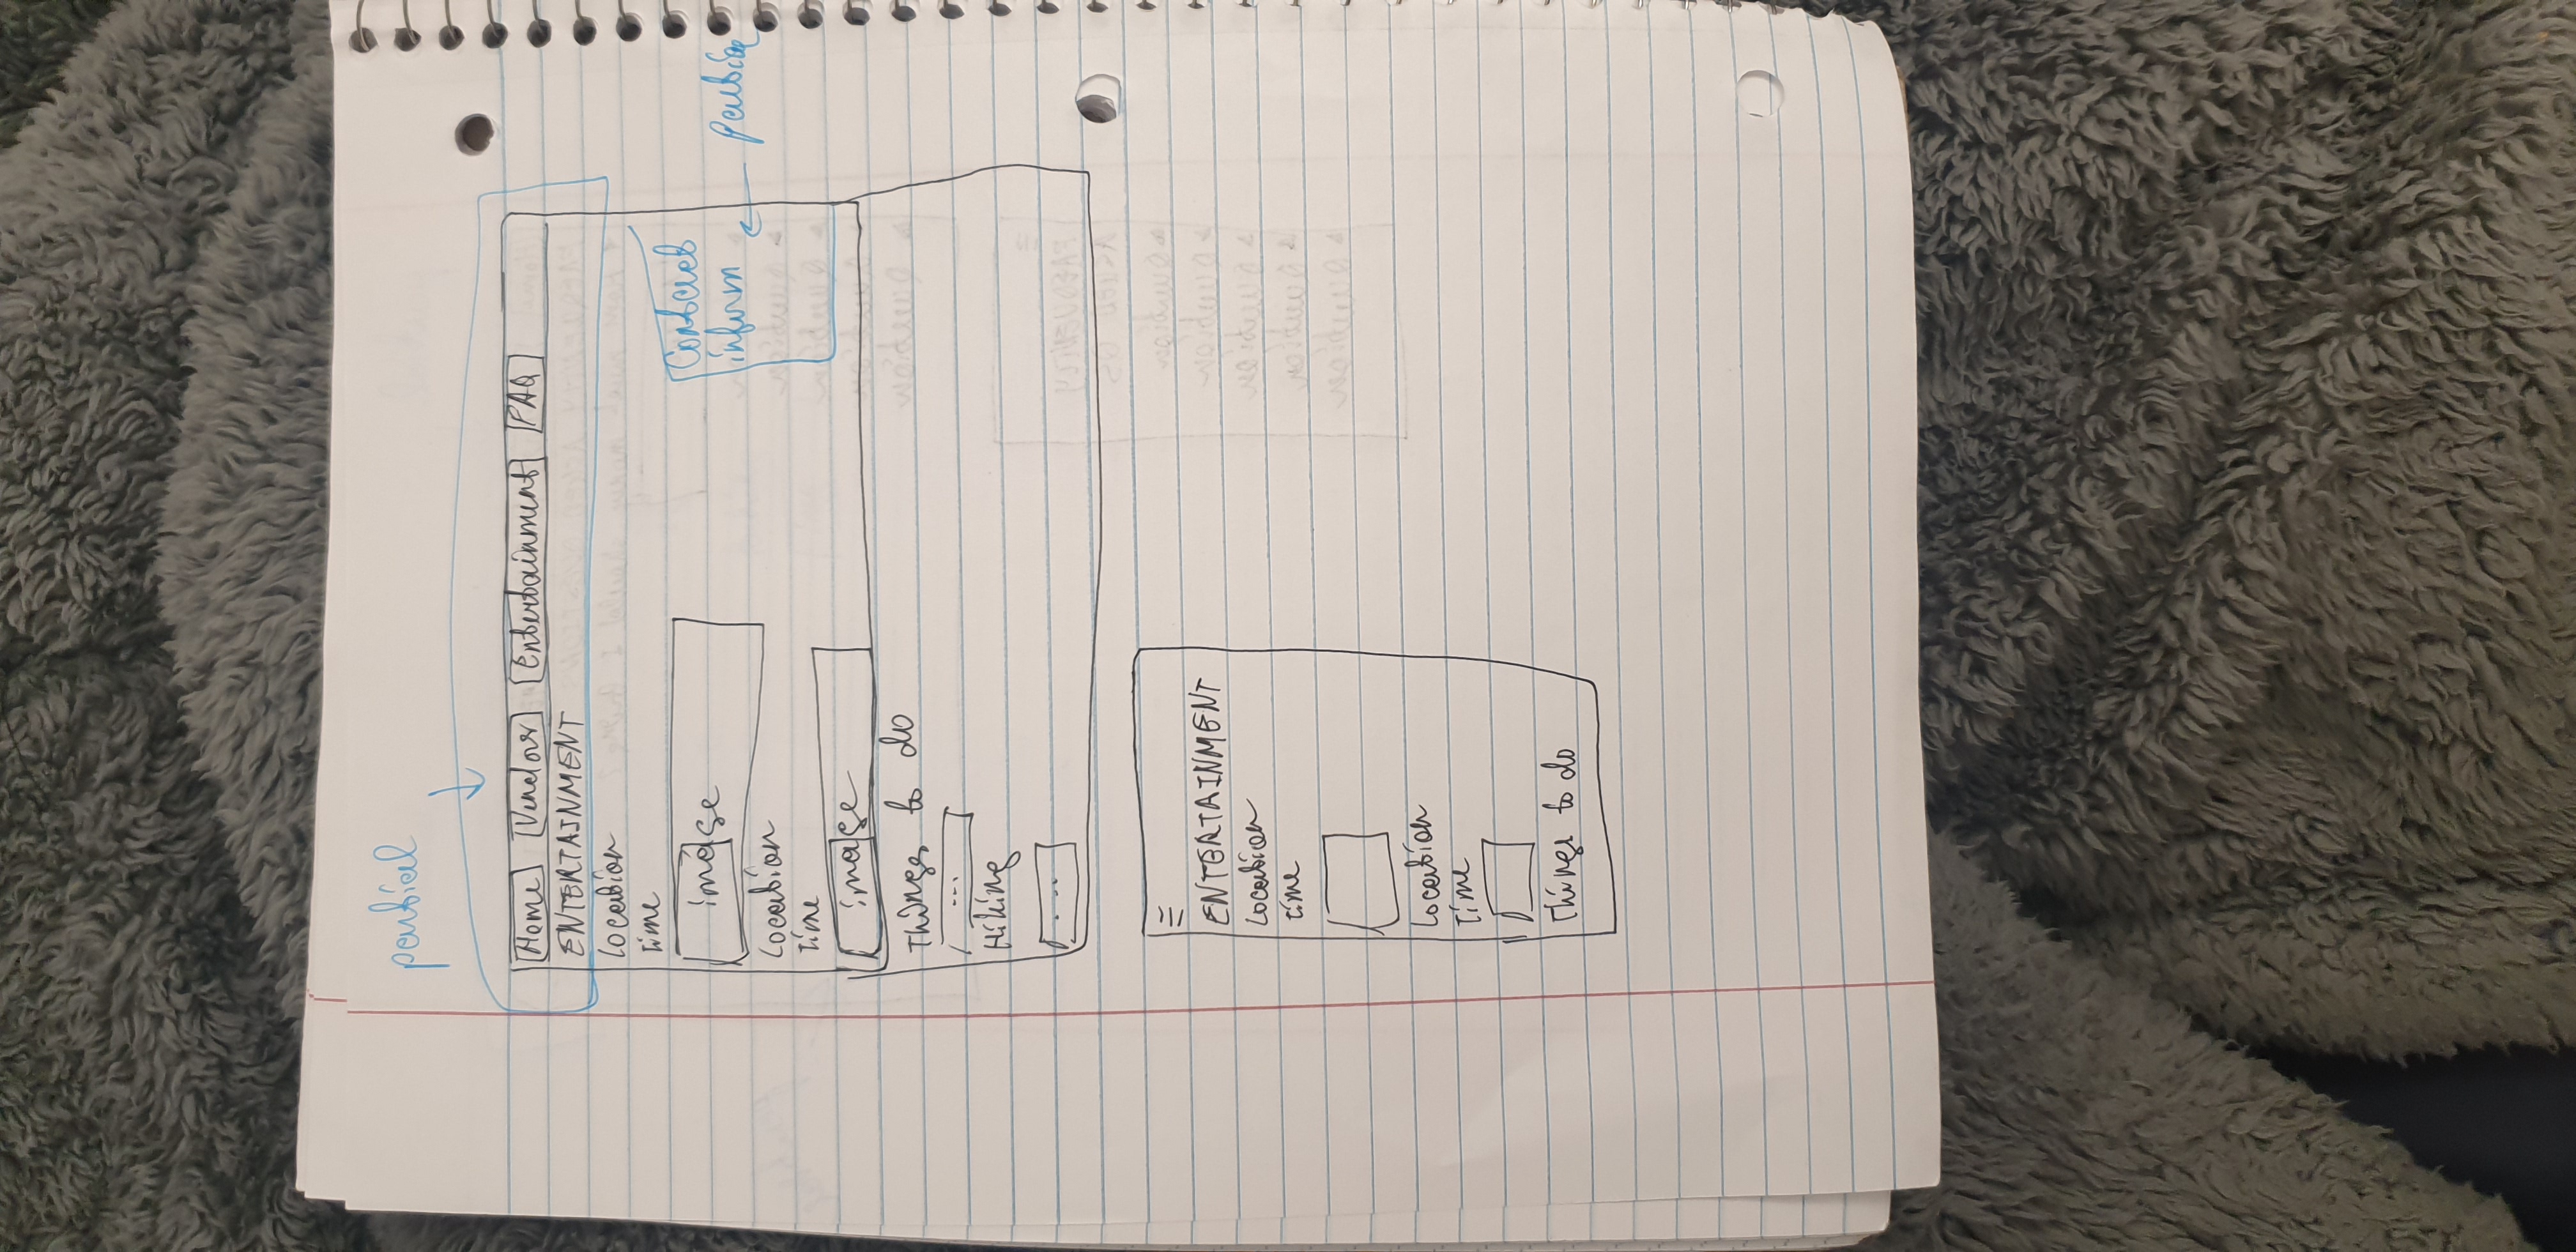 partial
Home Vendors Entertainment FAQ
ENTERTAINMENT
Location
Time
image
Contact
inform
partial
Location
Time
image
Things to do
...
Hiking
...
ENTERTAINMENT
Location
Time
Location
Time
Things to do